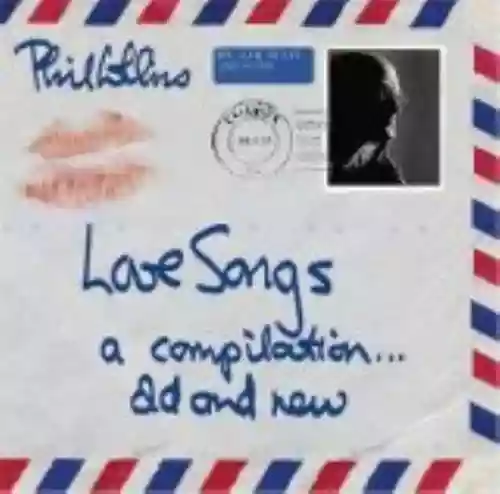 Phil Collins
Love Songs
a compilation...
Old and new